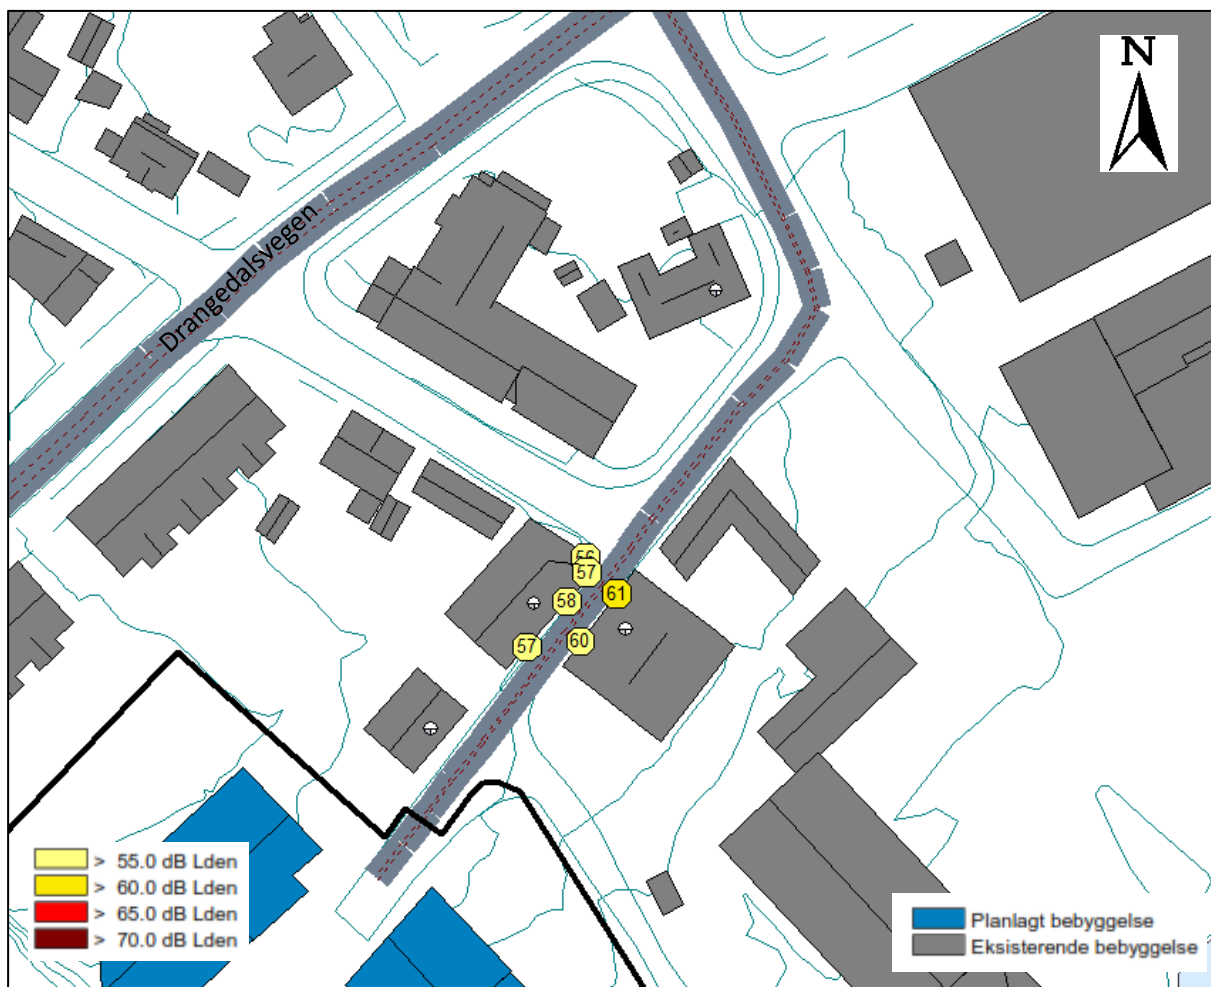 N
Drangedalsvegen
56
57
58
61
57
60
> 55.0 dB Lden
> 60.0 dB Lden
> 65.0 dB Lden
> 70.0 dB Lden
Planlagt bebyggelse
Eksisterende bebyggelse